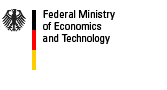 Federal Ministry
of Economics
and Technology